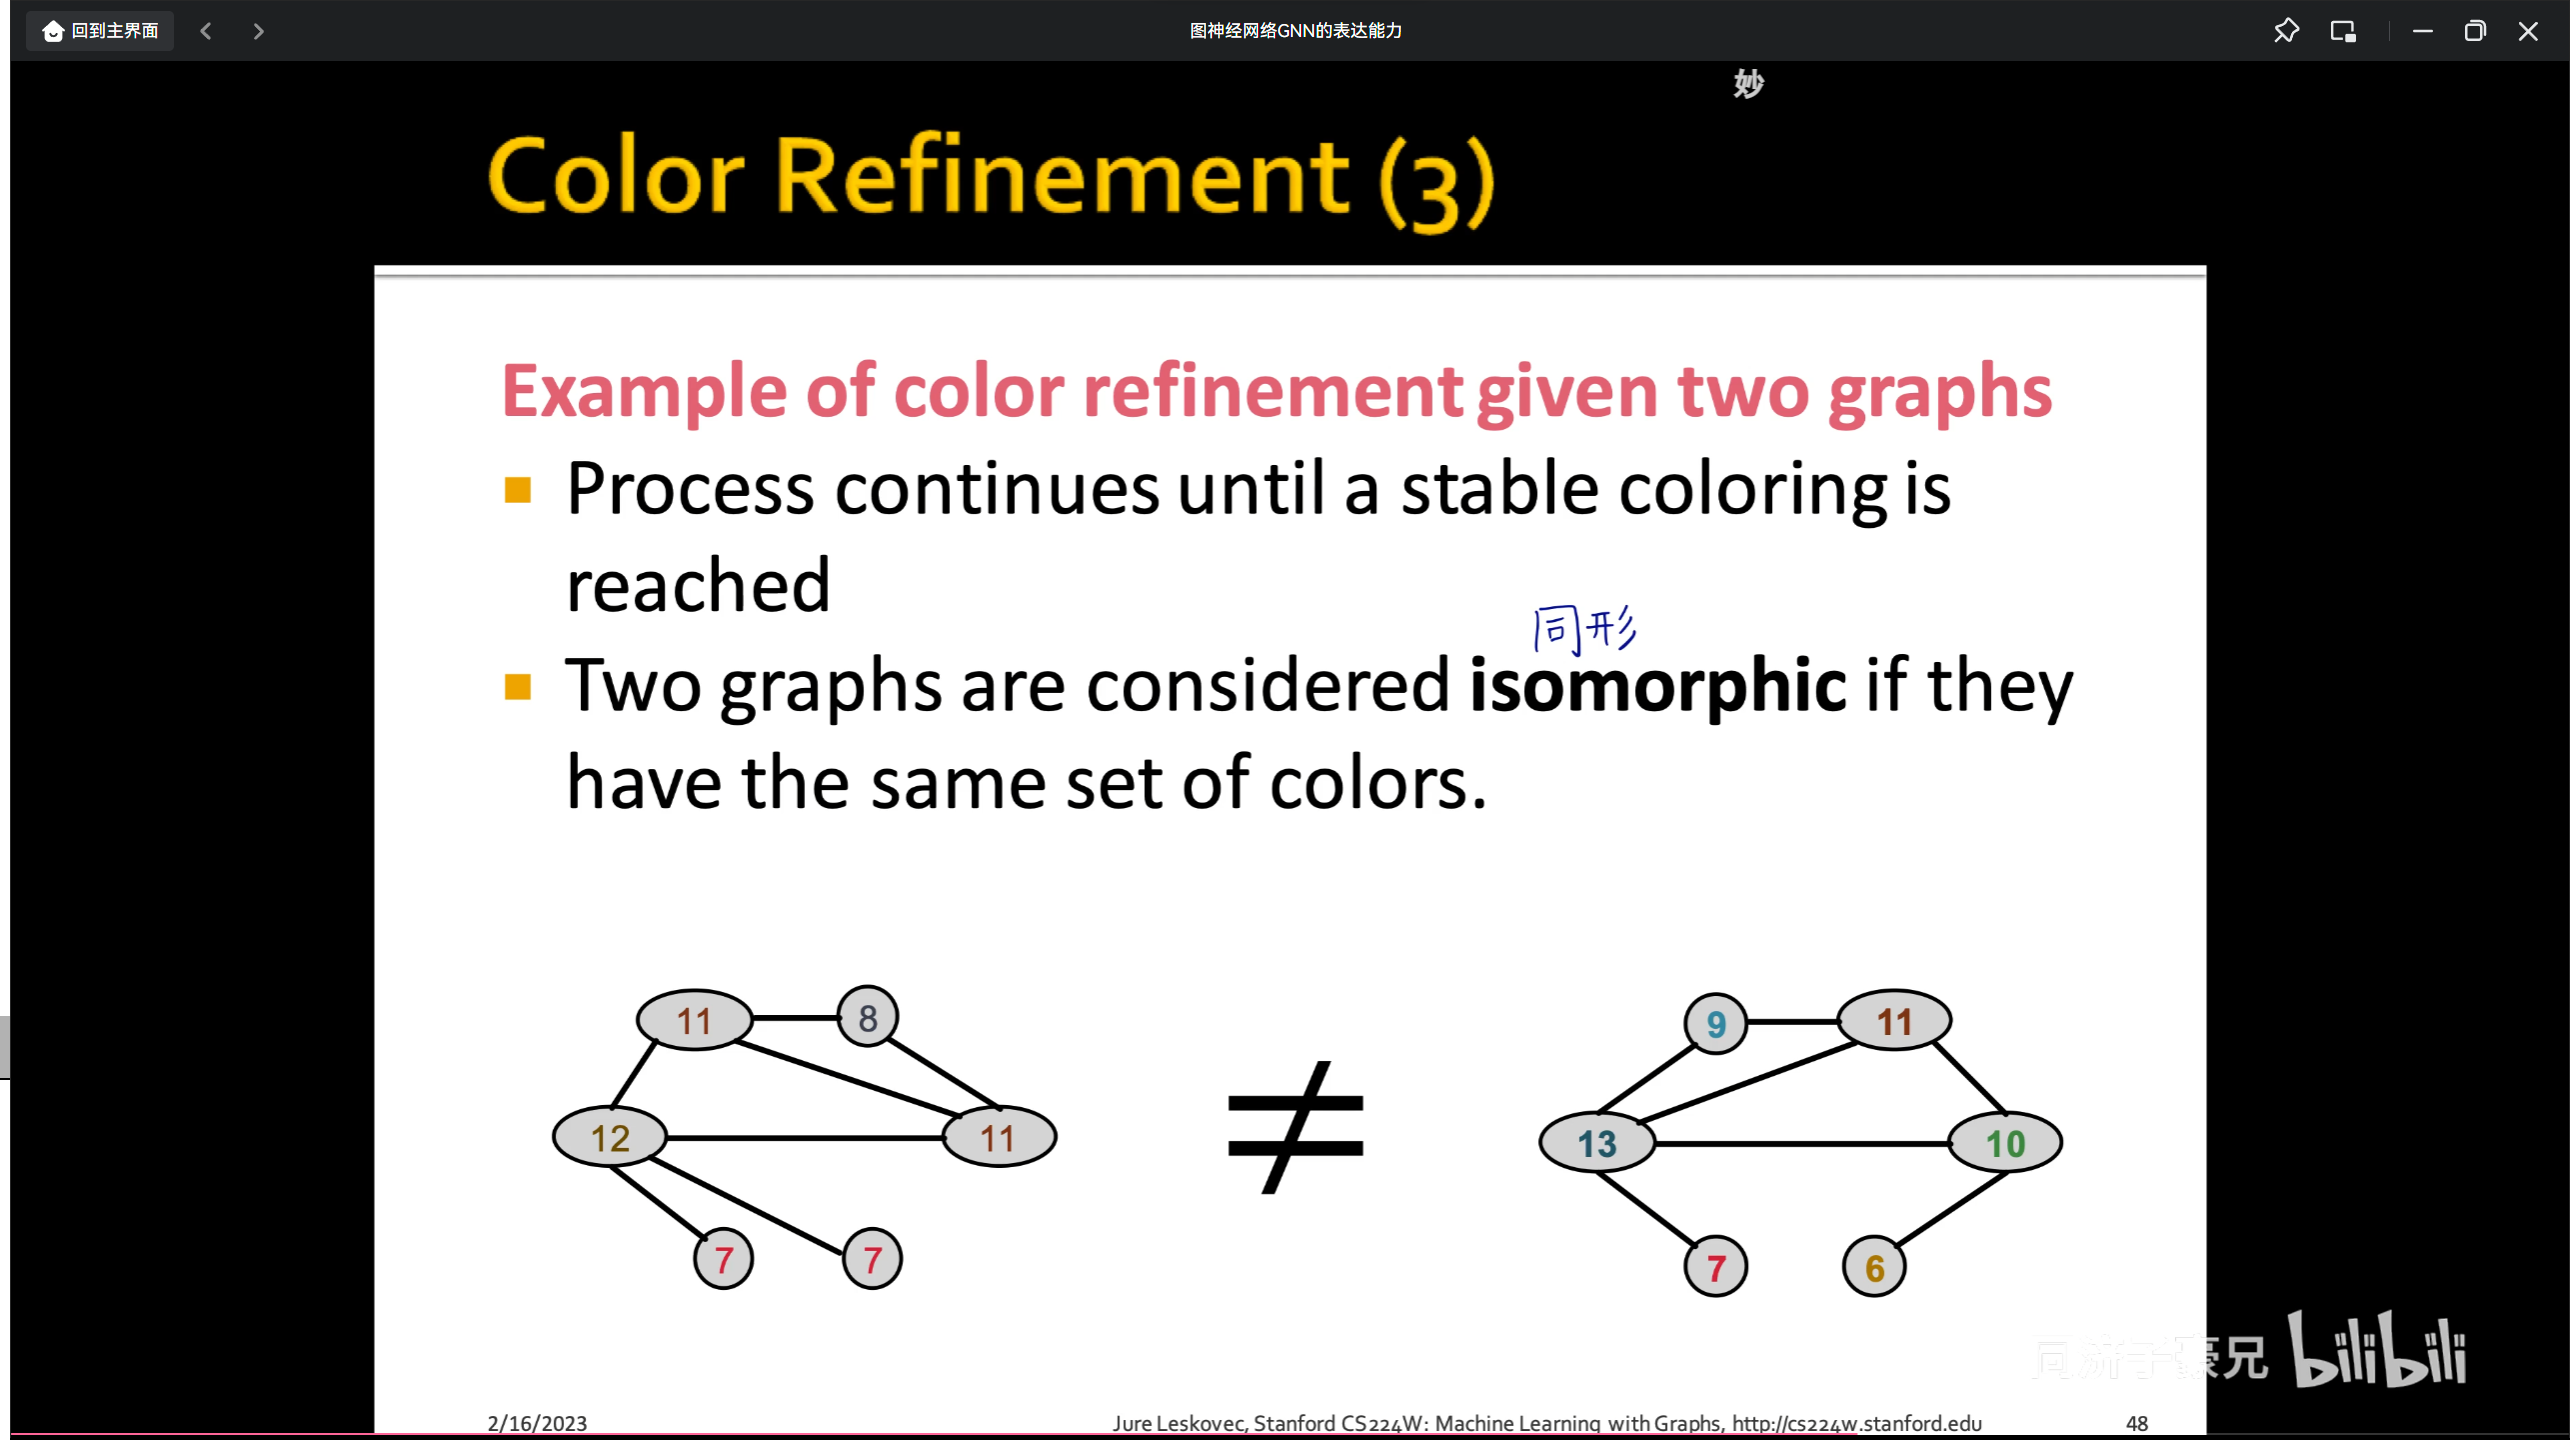 回到主界面
图神经网络GNN的表达能力
妙
Color Refinement (3)
Example of color refinement given two graphs
Process continues until a stable coloring is
reached
同形
Two graphs are considered isomorphic if they
have the same set of colors.
11 8
9 11
12 11
≠
13 10
7 7
7 6
同济子豪兄 bilibili
2/16/2023
Jure Leskovec, Stanford CS224W: Machine Learning with Graphs, http://cs224w.stanford.edu
48